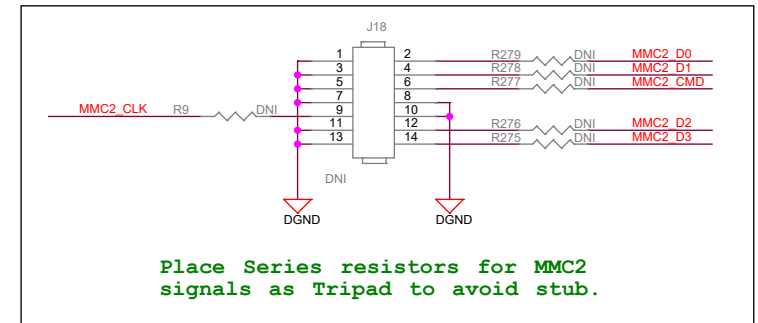 J18
1 2 R279 DNI MMC2_D0
3 4 R278 DNI MMC2_D1
5 6 R277 DNI MMC2_CMD
7 8
MMC2_CLK R9 DNI 9 10
11 12 R276 DNI MMC2_D2
13 14 R275 DNI MMC2_D3
DNI
DGND DGND
Place Series resistors for MMC2
signals as Tripad to avoid stub.